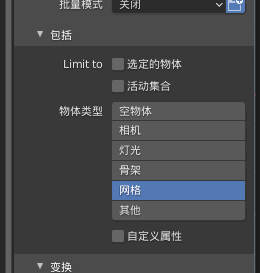 批量模式 关闭
包括
Limit to 选定的物体
活动集合
物体类型 空物体
相机
灯光
骨架
网格
其他
自定义属性
变换